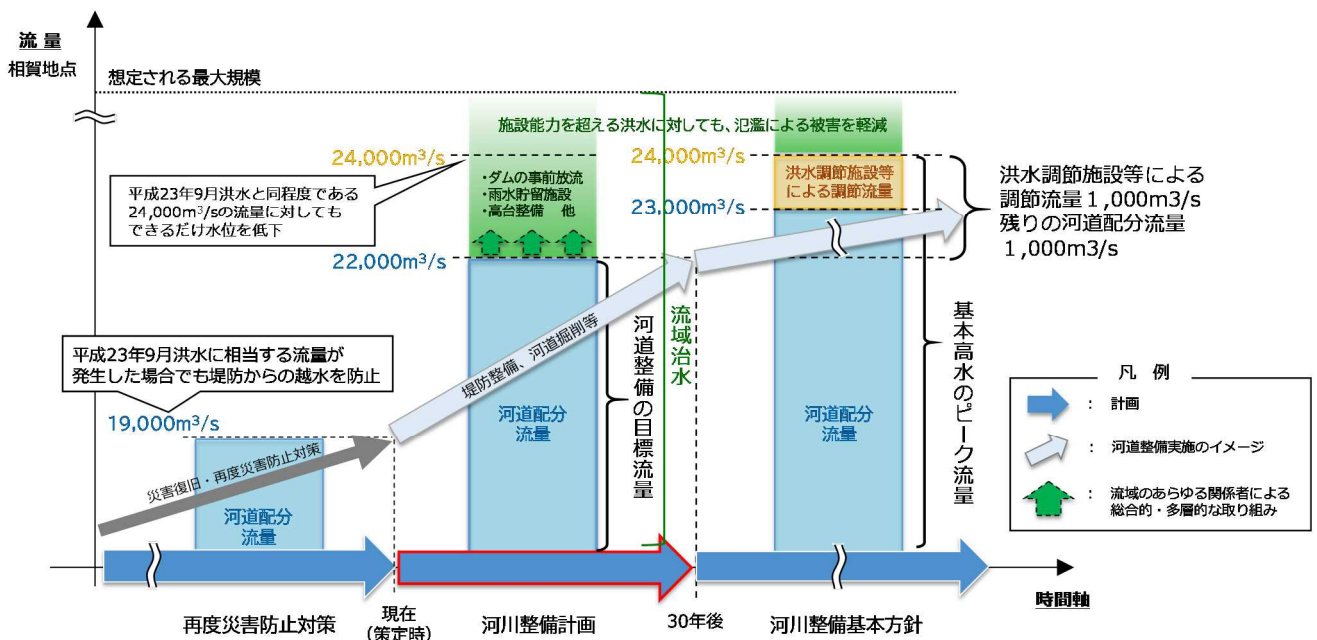 流量
相賀地点
想定される最大規模
施設能力を超える洪水に対しても、氾濫による被害を軽減
24,000m³/s
平成23年9月洪水と同程度である
24,000m³/sの流量に対しても
できるだけ水位を低下
・ダムの事前放流
・雨水貯留施設
・高台整備 他
22,000m³/s
24,000m³/s
23,000m³/s
洪水調節施設等
による調節流量
洪水調節施設等による
調節流量1,000m³/s
残りの河道配分流量
1,000m3/s
平成23年9月洪水に相当する流量が
発生した場合でも堤防からの越水を防止
19,000m³/s
災害復旧・再度災害防止対策
河道配分
流量
堤防整備、河道掘削等
河道配分
流量
河道整備の目標流量
流域治水
河道配分
流量
基本高水のピーク流量
凡 例
: 計画
: 河道整備実施のイメージ
: 流域のあらゆる関係者による
総合的・多層的な取り組み
時間軸
再度災害防止対策
現在
(策定時)
河川整備計画
30年後
河川整備基本方針